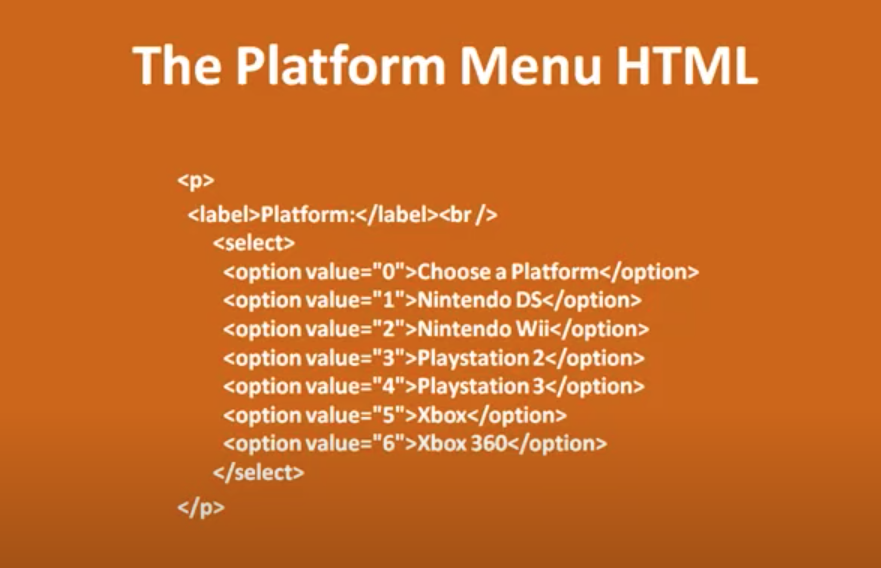 The Platform Menu HTML
<p>
<label>Platform:</label><br />
<select>
<option value="0">Choose a Platform</option>
<option value="1">Nintendo DS</option>
<option value="2">Nintendo Wii</option>
<option value="3">Playstation 2</option>
<option value="4">Playstation 3</option>
<option value="5">Xbox</option>
<option value="6">Xbox 360</option>
</select>
</p>